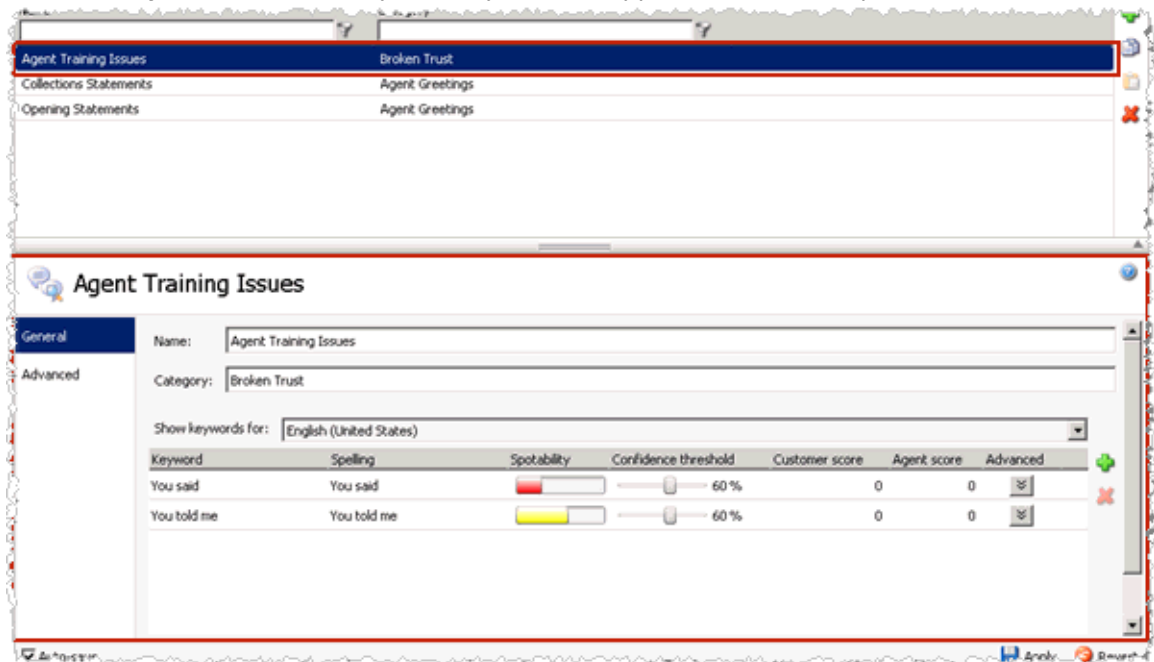 Agent Training Issues Broken Trust
Collections Statements Agent Greetings
Opening Statements Agent Greetings
Agent Training Issues
General
Name: Agent Training Issues
Advanced
Category: Broken Trust
Show keywords for: English (United States)
Keyword Spelling Spotability Confidence threshold Customer score Agent score Advanced
You said You said 60 % 0 0
You told me You told me 60 % 0 0
Apply